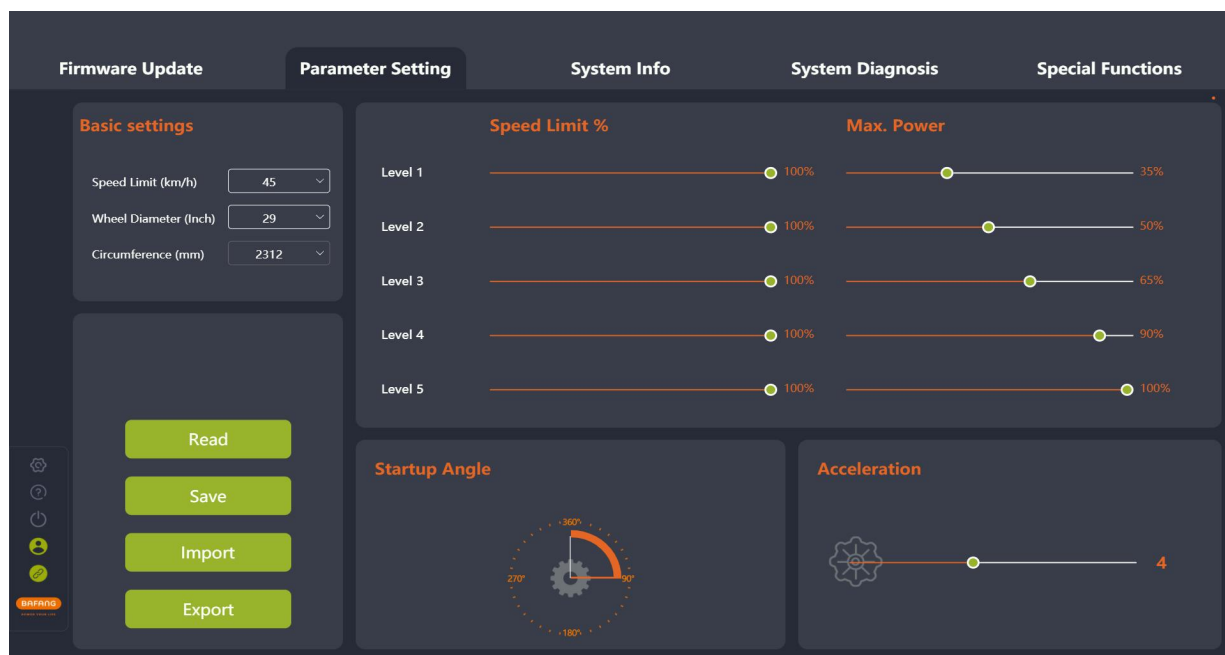 Firmware Update Parameter Setting System Info System Diagnosis Special Functions
Basic settings
Speed Limit (km/h) 45
Wheel Diameter (Inch) 29
Circumference (mm) 2312
Read
Save
Import
Export
BAFANG
Speed Limit % Max. Power
Level 1 100% 35%
Level 2 100% 50%
Level 3 100% 65%
Level 4 100% 90%
Level 5 100% 100%
Startup Angle
360°
270° 90°
180°
Acceleration
4